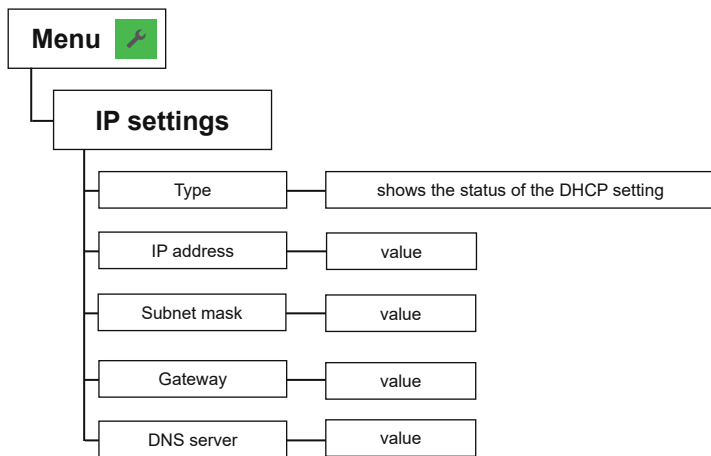 Menu
IP settings
Type
shows the status of the DHCP setting
IP address
value
Subnet mask
value
Gateway
value
DNS server
value